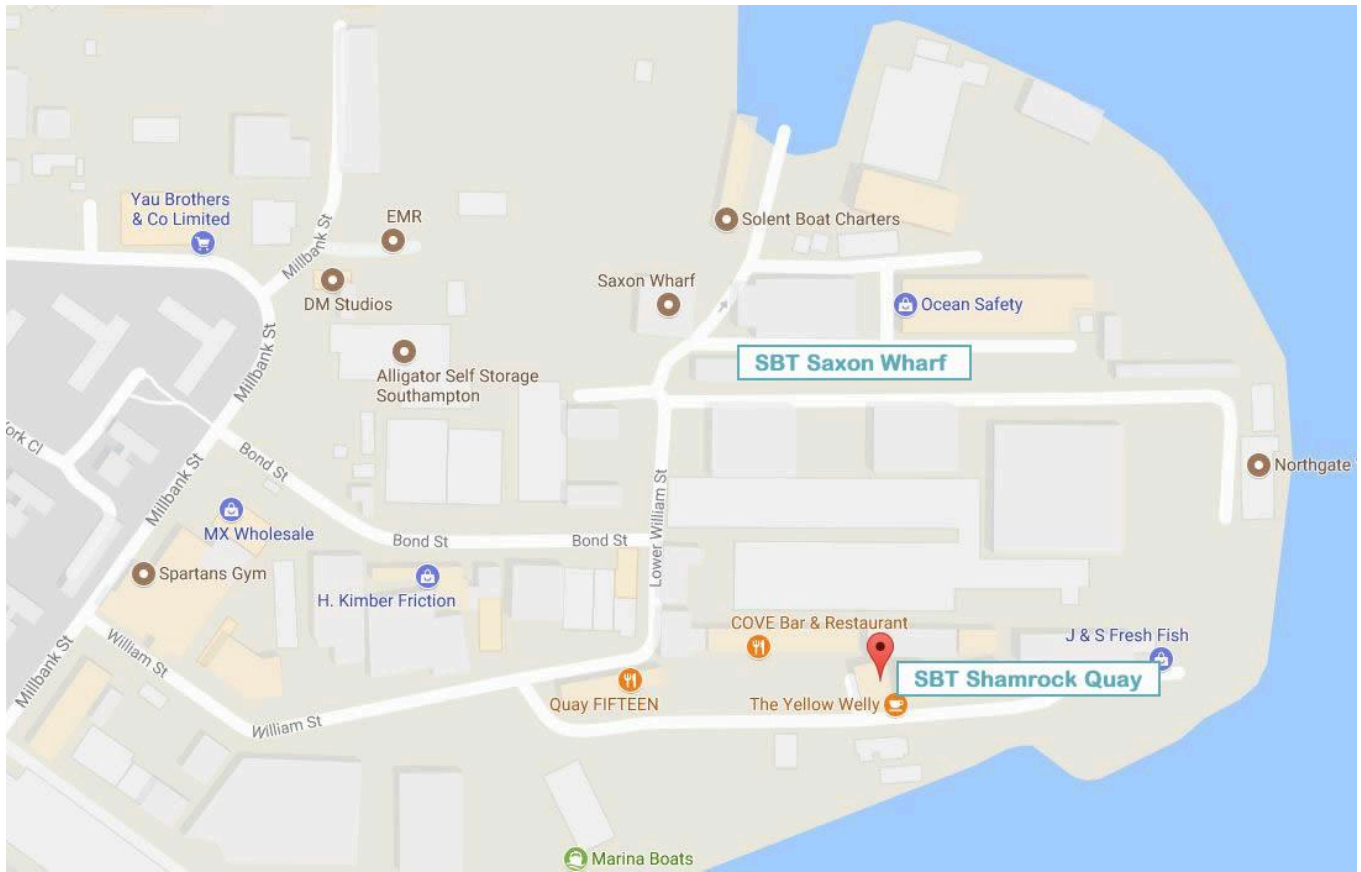 Yau Brothers
& Co Limited
EMR
Millbank St
Solent Boat Charters
DM Studios
Saxon Wharf
Ocean Safety
Millbank St
SBT Saxon Wharf
Alligator Self Storage
Southampton
York Cl
Bond St
Millbank St
Northgate
Lower William St
MX Wholesale
Bond St
Bond St
Spartans Gym
H. Kimber Friction
COVE Bar & Restaurant
J & S Fresh Fish
William St
Millbank St
SBT Shamrock Quay
Quay FIFTEEN
The Yellow Welly
William St
Marina Boats